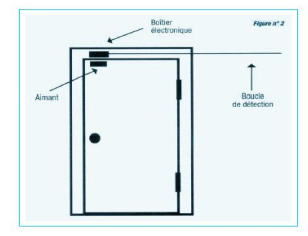 Boîtier
électronique
Figure n° 2
Aimant
Boucle
de détection